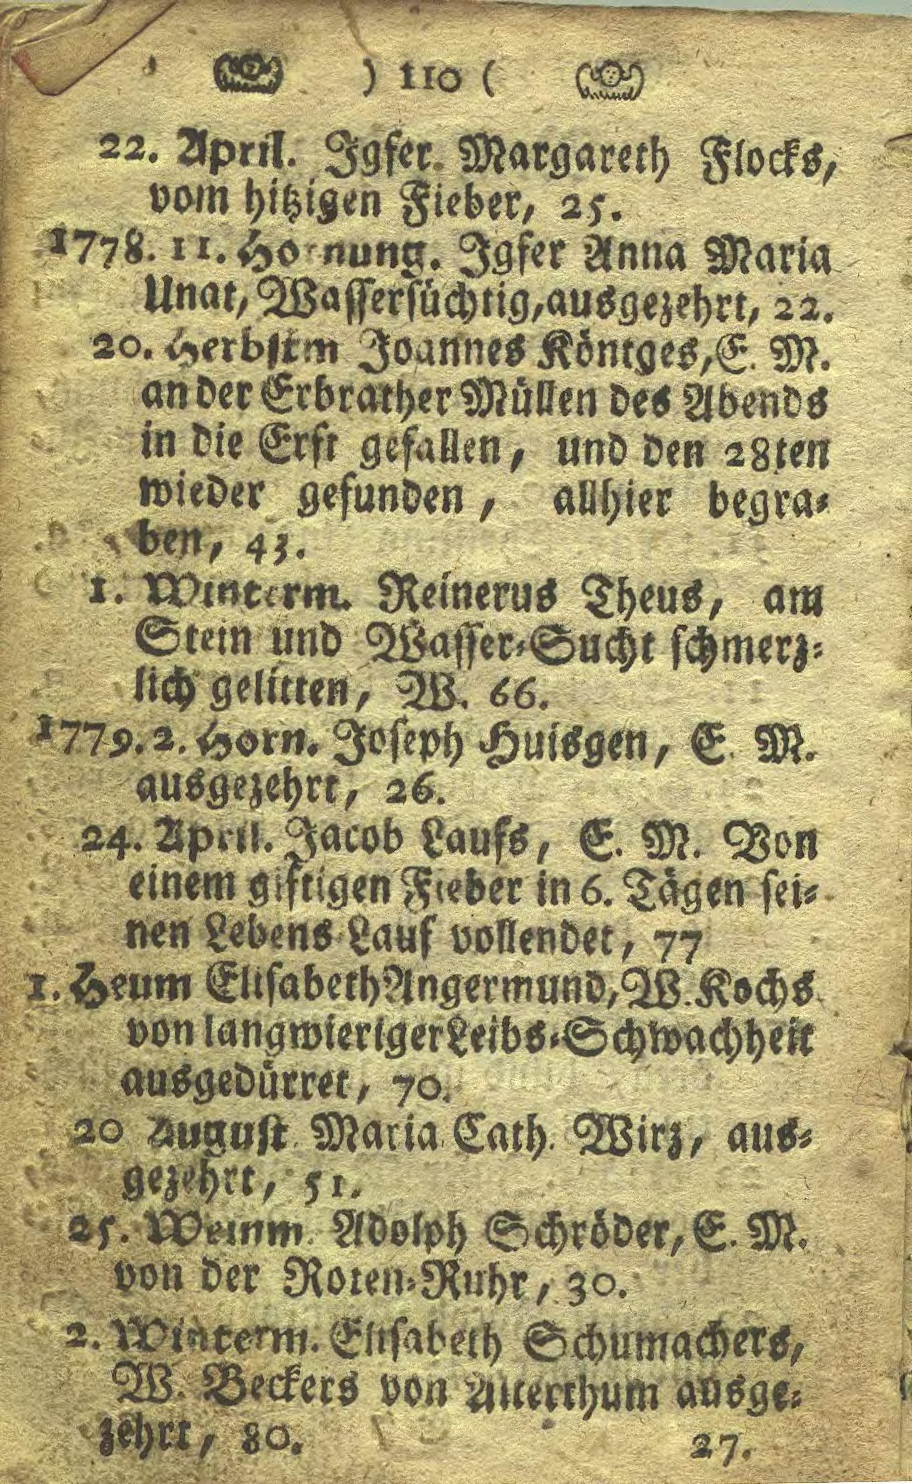 ) 110 (
22. April. Jgfer. Margareth Flocks,
vom hitzigen Fieber, 25.
1778. 11. Hornung. Jgfer Anna Maria
Unat, Wassersüchtig, ausgezehrt, 22.
20. Herbstm Joannes Köntges, E. M.
an der Erbrather Müllen des Abends
in die Erft gefallen, und den 28ten
wieder gefunden, allhier begra-
ben, 43.
1. Winterm. Reinerus Theus, am
Stein und Wasser-Sucht schmerz-
lich gelitten, W. 66.
1779. 2. Horn. Joseph Huisgen, E. M.
ausgezehrt, 26.
24. April. Jacob Laufs, E. M. Von
einem giftigen Fieber in 6. Tägen sei-
nen Lebens-Lauf vollendet, 77
1. Heum Elisabeth Angermund, W. Kochs
von langwieriger Leibs-Schwachheit
ausgedürret, 70.
20 August Maria Cath. Wirz, aus-
gezehrt, 51.
25. Weinm. Adolph Schröder, E. M.
von der Roten-Ruhr, 30.
2. Winterm. Elisabeth Schumachers,
W. Beckers von Alterthum ausge-
zehrt, 80.
27.